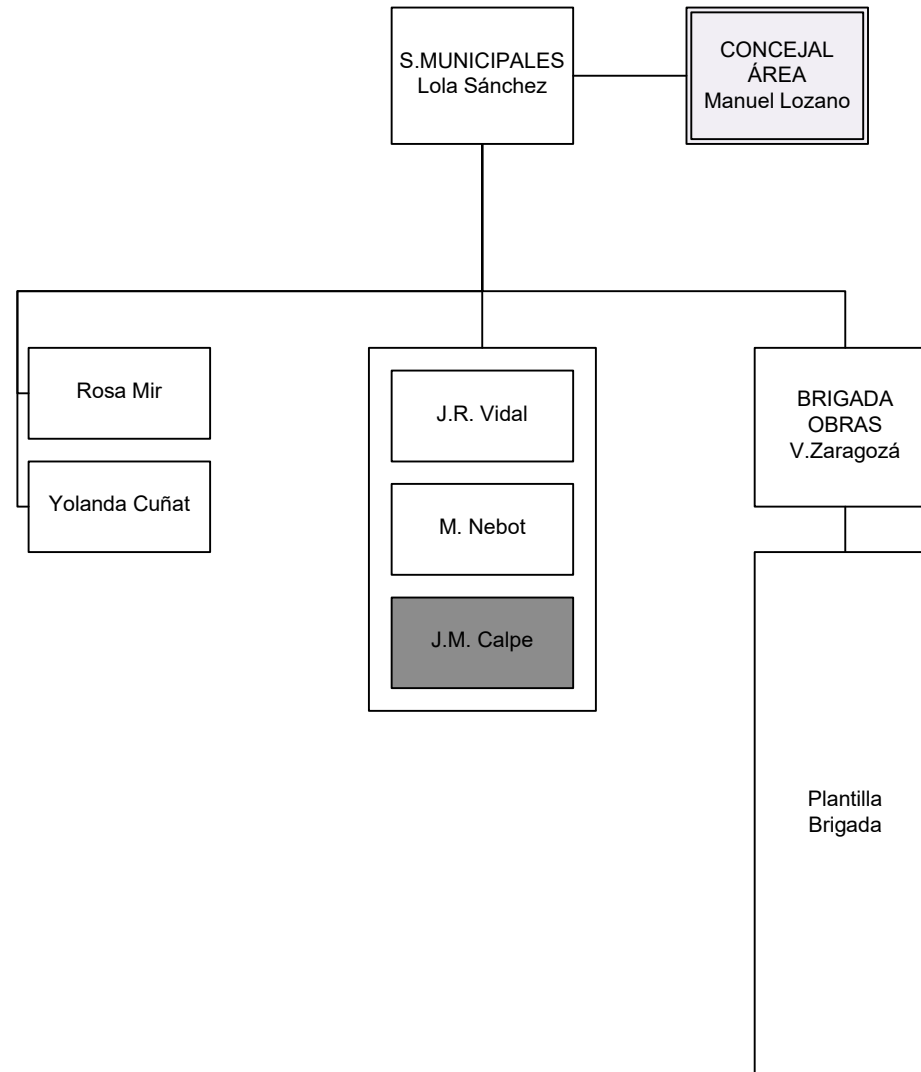 S.MUNICIPALES
Lola Sánchez
CONCEJAL
ÁREA
Manuel Lozano
Rosa Mir
Yolanda Cuñat
J.R. Vidal
M. Nebot
J.M. Calpe
BRIGADA
OBRAS
V.Zaragozá
Plantilla
Brigada